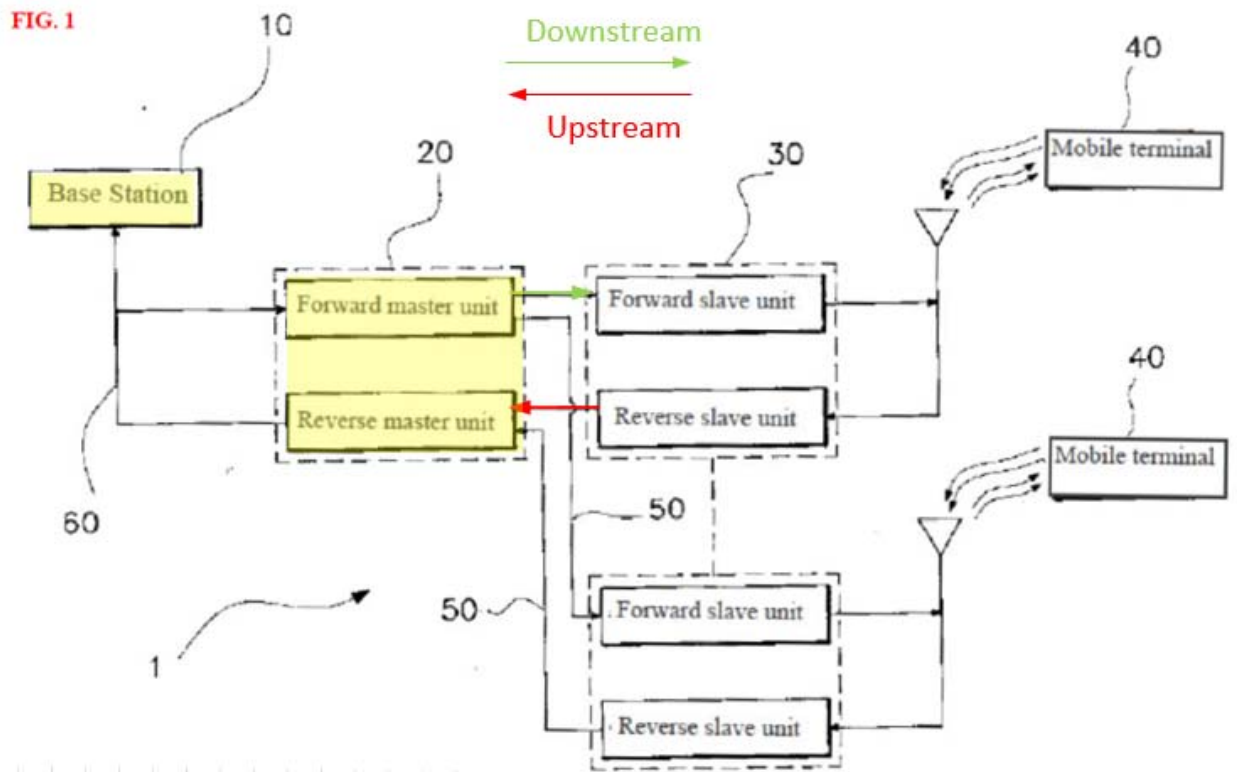 FIG. 1
Downstream
Upstream
10
20
30
40
Base Station
Mobile terminal
Forward master unit
Forward slave unit
Reverse master unit
Reverse slave unit
40
Mobile terminal
60
50
50
1
Forward slave unit
Reverse slave unit